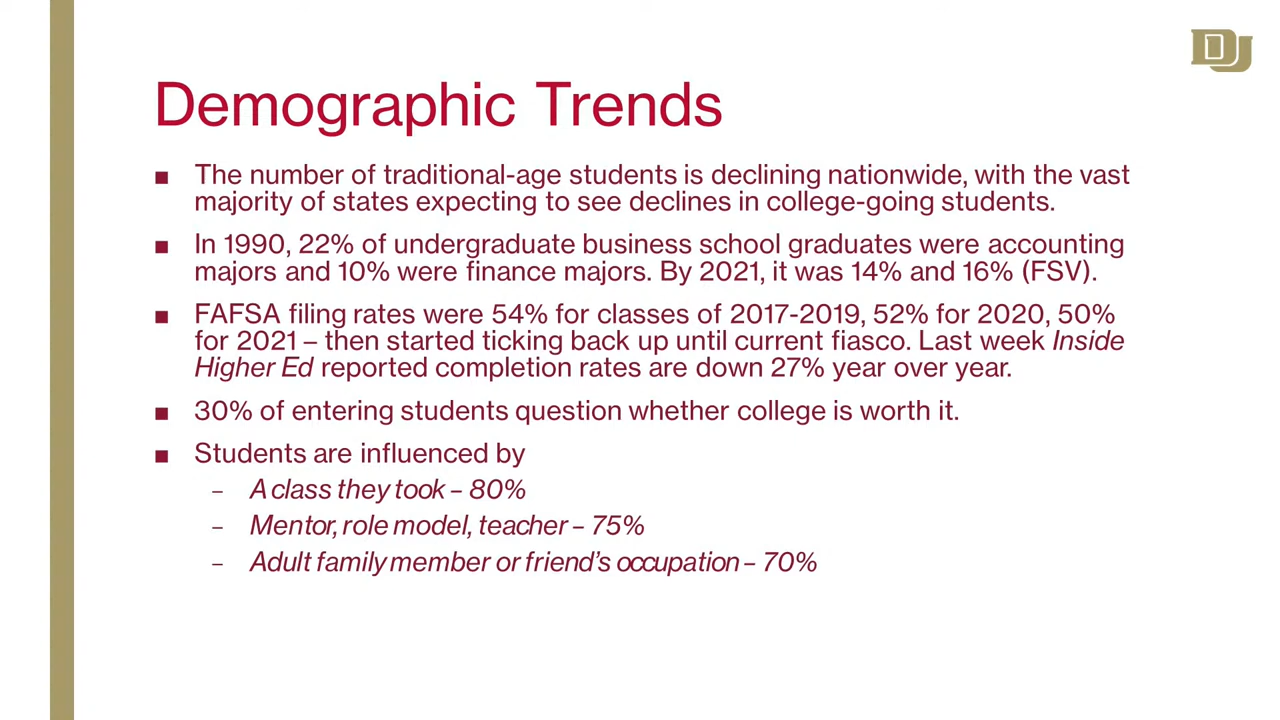 DU
Demographic Trends
■ The number of traditional-age students is declining nationwide, with the vast
majority of states expecting to see declines in college-going students.
■ In 1990, 22% of undergraduate business school graduates were accounting
majors and 10% were finance majors. By 2021, it was 14% and 16% (FSV).
■ FAFSA filing rates were 54% for classes of 2017-2019, 52% for 2020, 50%
for 2021 – then started ticking back up until current fiasco. Last week Inside
Higher Ed reported completion rates are down 27% year over year.
■ 30% of entering students question whether college is worth it.
■ Students are influenced by
– A class they took – 80%
– Mentor, role model, teacher – 75%
– Adult family member or friend's occupation – 70%